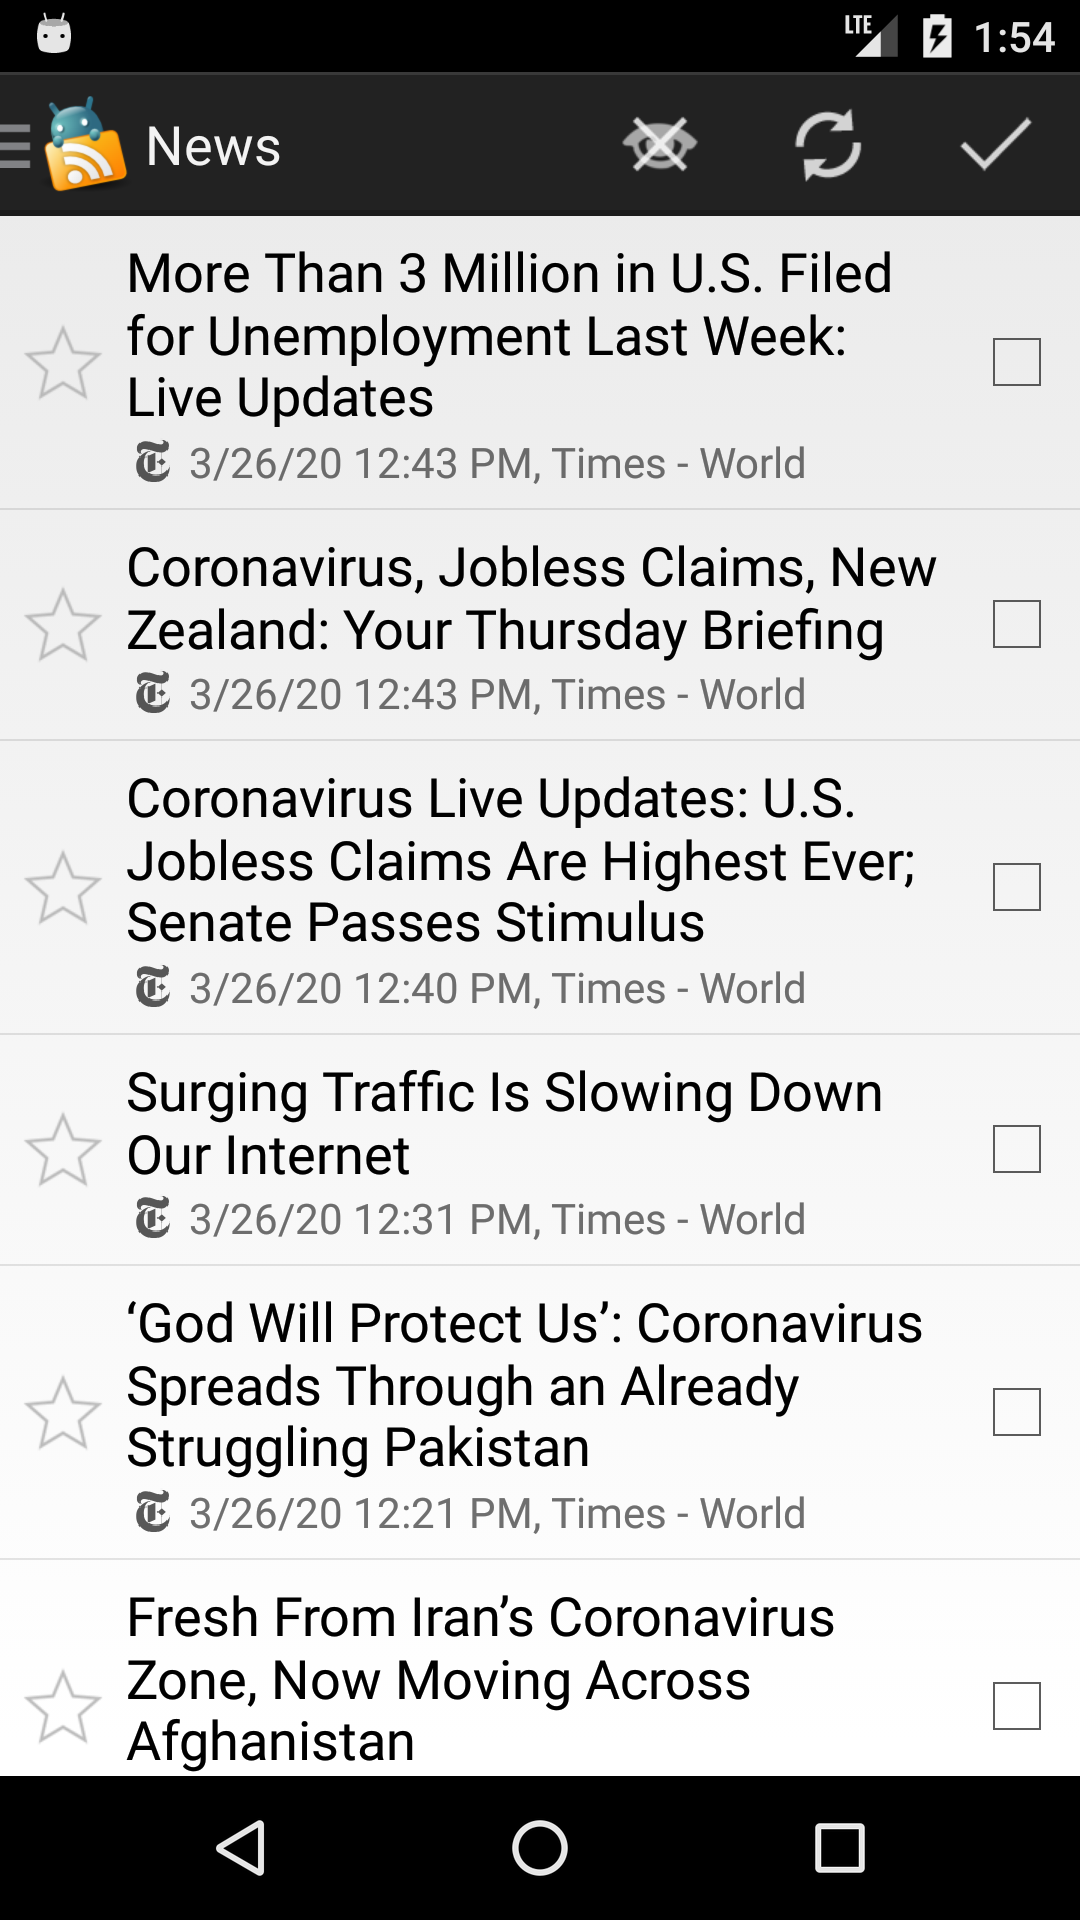 LTE 1:54
News
More Than 3 Million in U.S. Filed
for Unemployment Last Week:
Live Updates
3/26/20 12:43 PM, Times - World
Coronavirus, Jobless Claims, New
Zealand: Your Thursday Briefing
3/26/20 12:43 PM, Times - World
Coronavirus Live Updates: U.S.
Jobless Claims Are Highest Ever;
Senate Passes Stimulus
3/26/20 12:40 PM, Times - World
Surging Traffic Is Slowing Down
Our Internet
3/26/20 12:31 PM, Times - World
‘God Will Protect Us’: Coronavirus
Spreads Through an Already
Struggling Pakistan
3/26/20 12:21 PM, Times - World
Fresh From Iran’s Coronavirus
Zone, Now Moving Across
Afghanistan